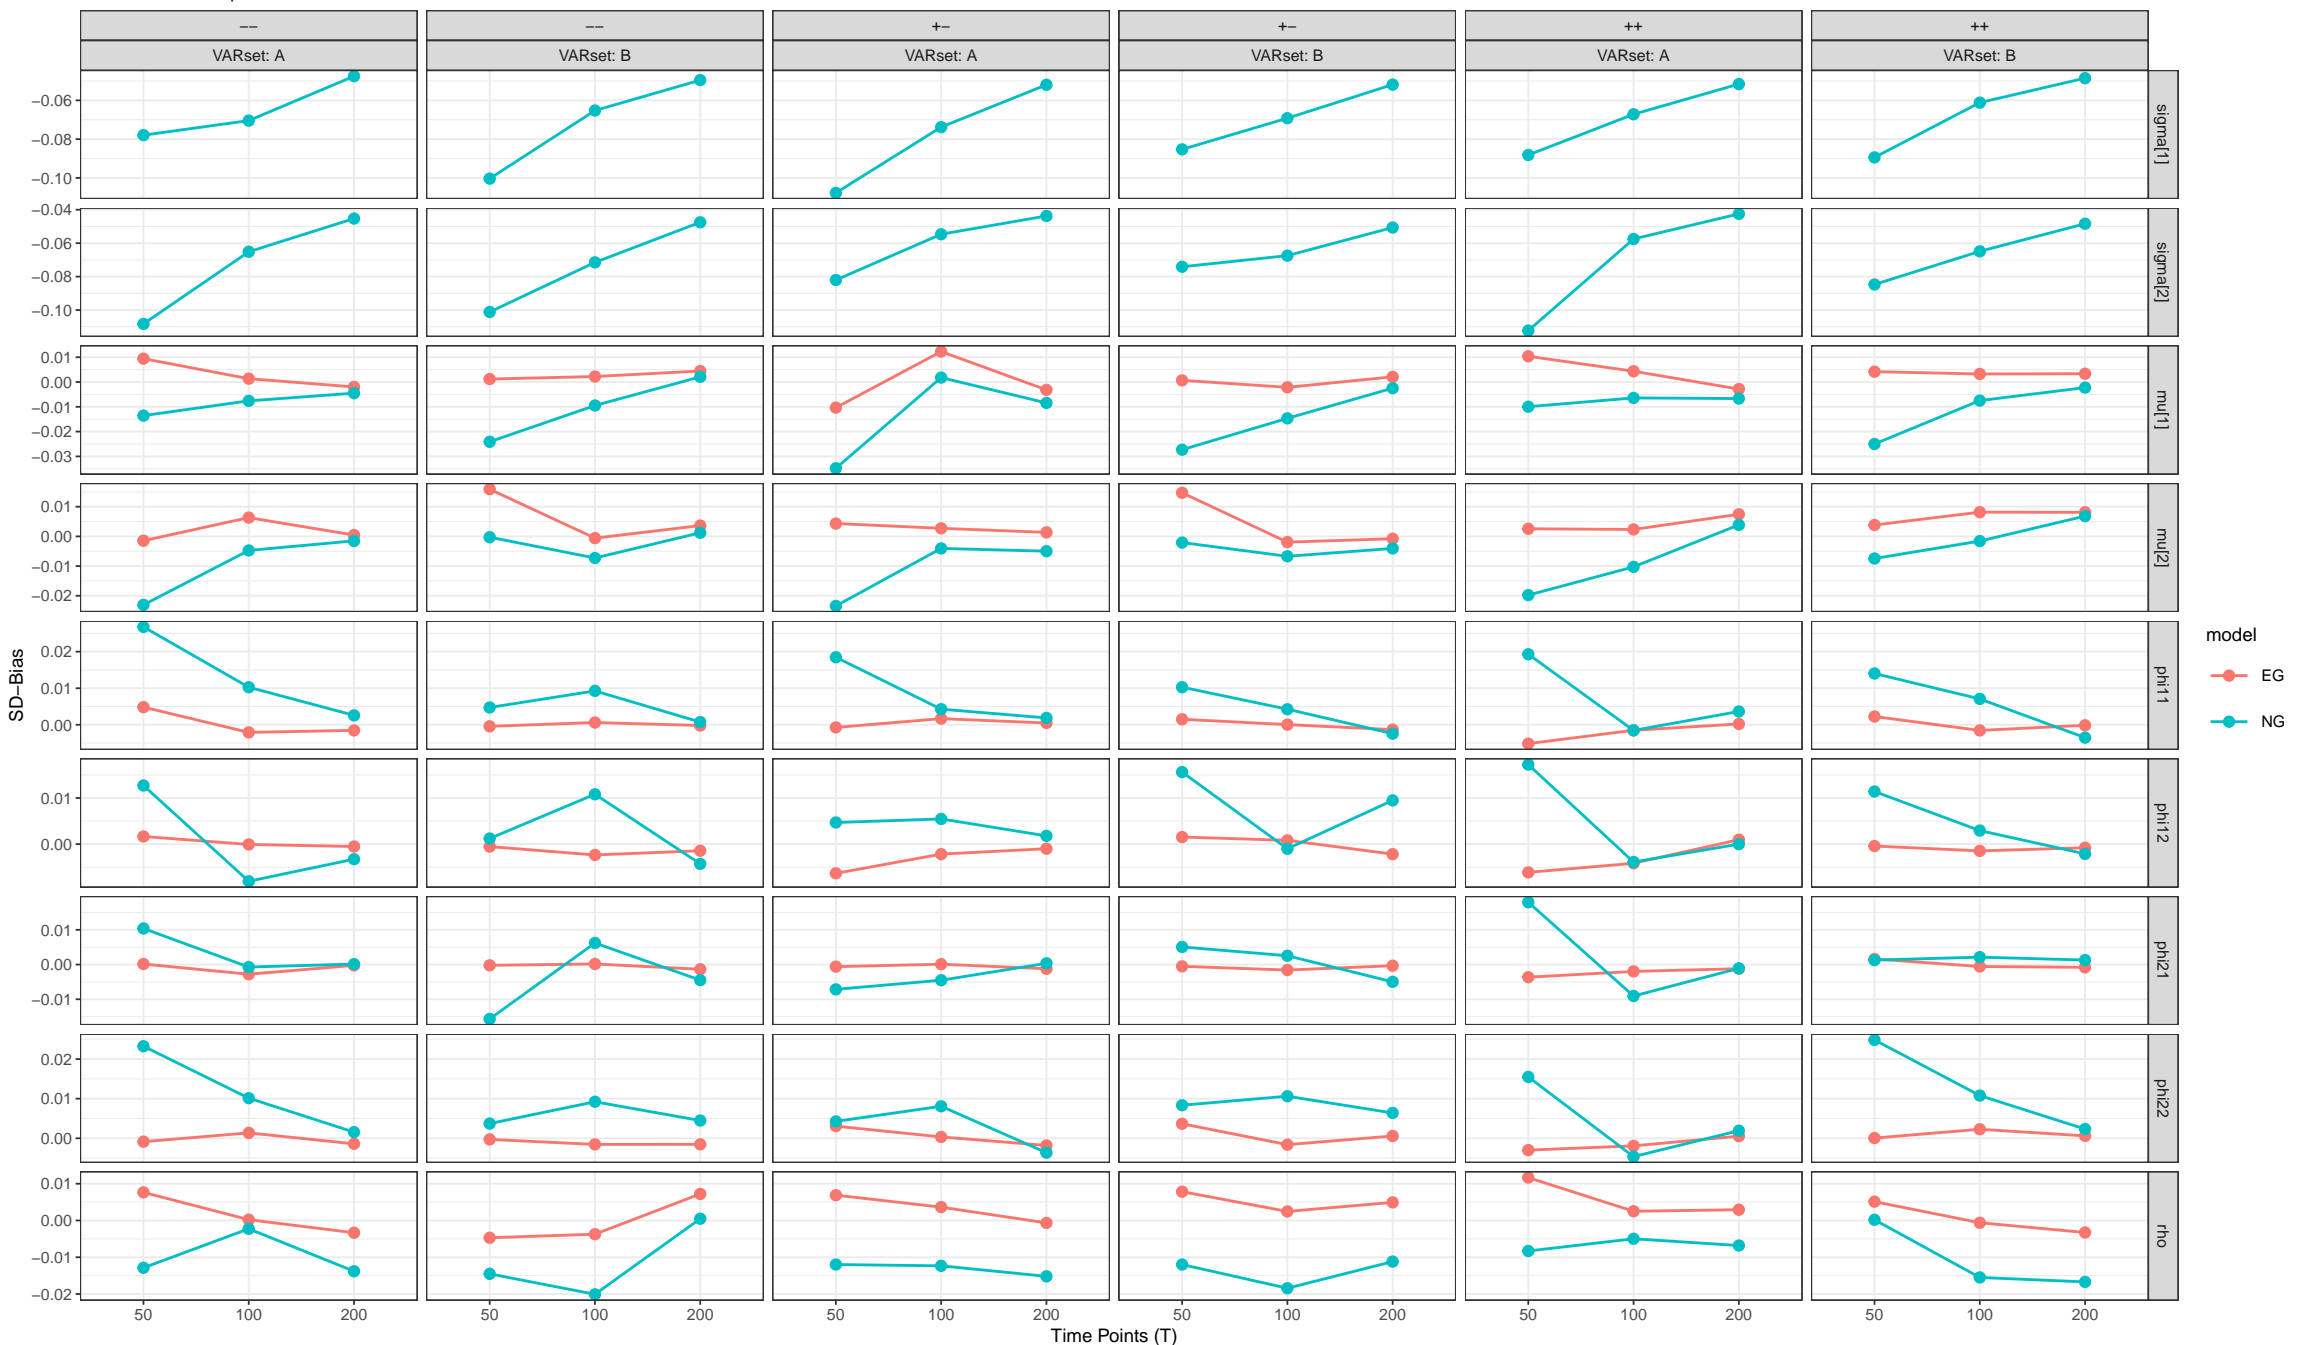 −− −− +− +− ++ ++
VARset: A VARset: B VARset: A VARset: B VARset: A VARset: B
−0.06
−0.08
−0.10
sigma[1]
−0.04
−0.06
−0.08
−0.10
sigma[2]
0.01
0.00
−0.01
−0.02
−0.03
mu[1]
0.01
0.00
−0.01
−0.02
mu[2]
0.02
0.01
0.00
phi11
0.01
0.00
phi12
0.01
0.00
−0.01
phi21
0.02
0.01
0.00
phi22
0.01
0.00
−0.01
−0.02
rho
50 100 200 50 100 200 50 100 200 50 100 200 50 100 200 50 100 200
Time Points (T)
SD−Bias
model
EG
NG